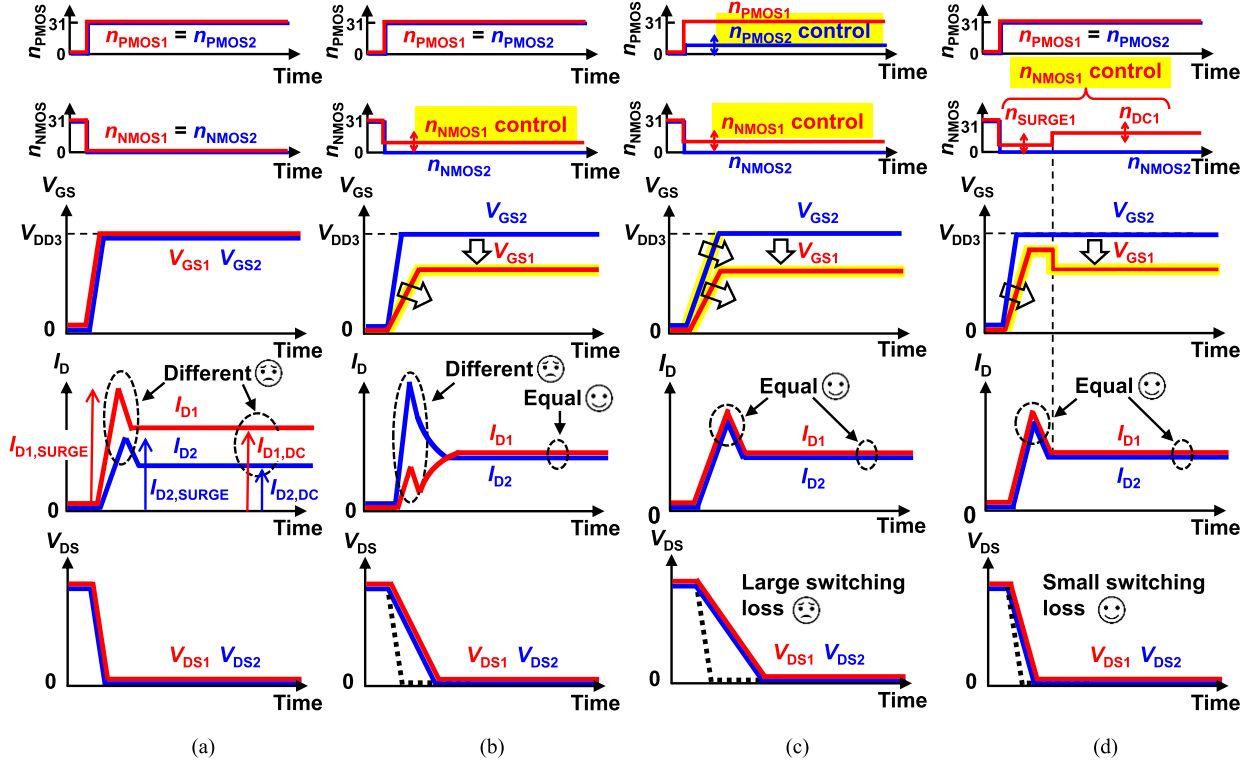 31
0
nPMOS
nPMOS1 = nPMOS2
Time
31
0
nNMOS
nNMOS1 = nNMOS2
Time
VGS
VDD3
VGS1 VGS2
0
Time
ID
Different
ID1
ID2
ID1,SURGE
ID2,SURGE
ID1,DC
ID2,DC
0
Time
VDS
VDS1 VDS2
0
Time
(a)
31
0
nPMOS
nPMOS1 = nPMOS2
Time
31
0
nNMOS
nNMOS1 control
nNMOS2
Time
VGS
VDD3
VGS2
VGS1
0
Time
ID
Different
Equal
ID1
ID2
0
Time
VDS
VDS1 VDS2
0
Time
(b)
31
0
nPMOS
nPMOS1
nPMOS2 control
Time
31
0
nNMOS
nNMOS1 control
nNMOS2
Time
VGS
VDD3
VGS2
VGS1
0
Time
ID
Equal
ID1
ID2
0
Time
VDS
Large switching
loss
VDS1 VDS2
0
Time
(c)
31
0
nPMOS
nPMOS1 = nPMOS2
Time
nNMOS1 control
nSURGE1
nDC1
31
0
nNMOS
nNMOS2
Time
VGS
VDD3
VGS2
VGS1
0
Time
ID
Equal
ID1
ID2
0
Time
VDS
Small switching
loss
VDS1 VDS2
0
Time
(d)